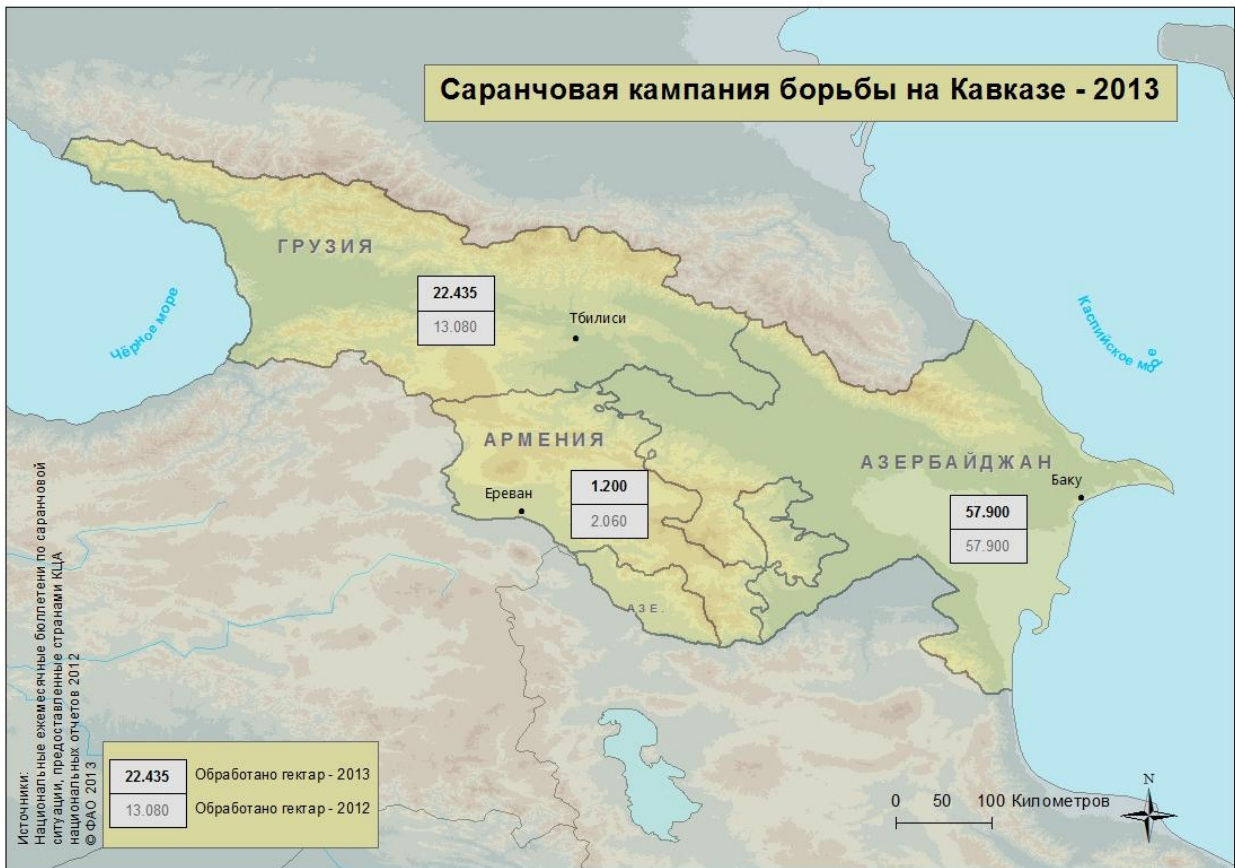 Саранчовая кампания борьбы на Кавказе - 2013
ГРУЗИЯ
22.435
13.080
Тбилиси
Чёрное море
Каспийское море
АРМЕНИЯ
Ереван
1.200
2.060
АЗЕРБАЙДЖАН
Баку
57.900
57.900
АЗЕ.
Источники:
Национальные ежемесячные бюллетени по саранчовой
ситуации, предоставленные странами КЦА
национальных отчетов 2012
© ФАО 2013
22.435 Обработано гектар - 2013
13.080 Обработано гектар - 2012
0 50 100 Километров
N